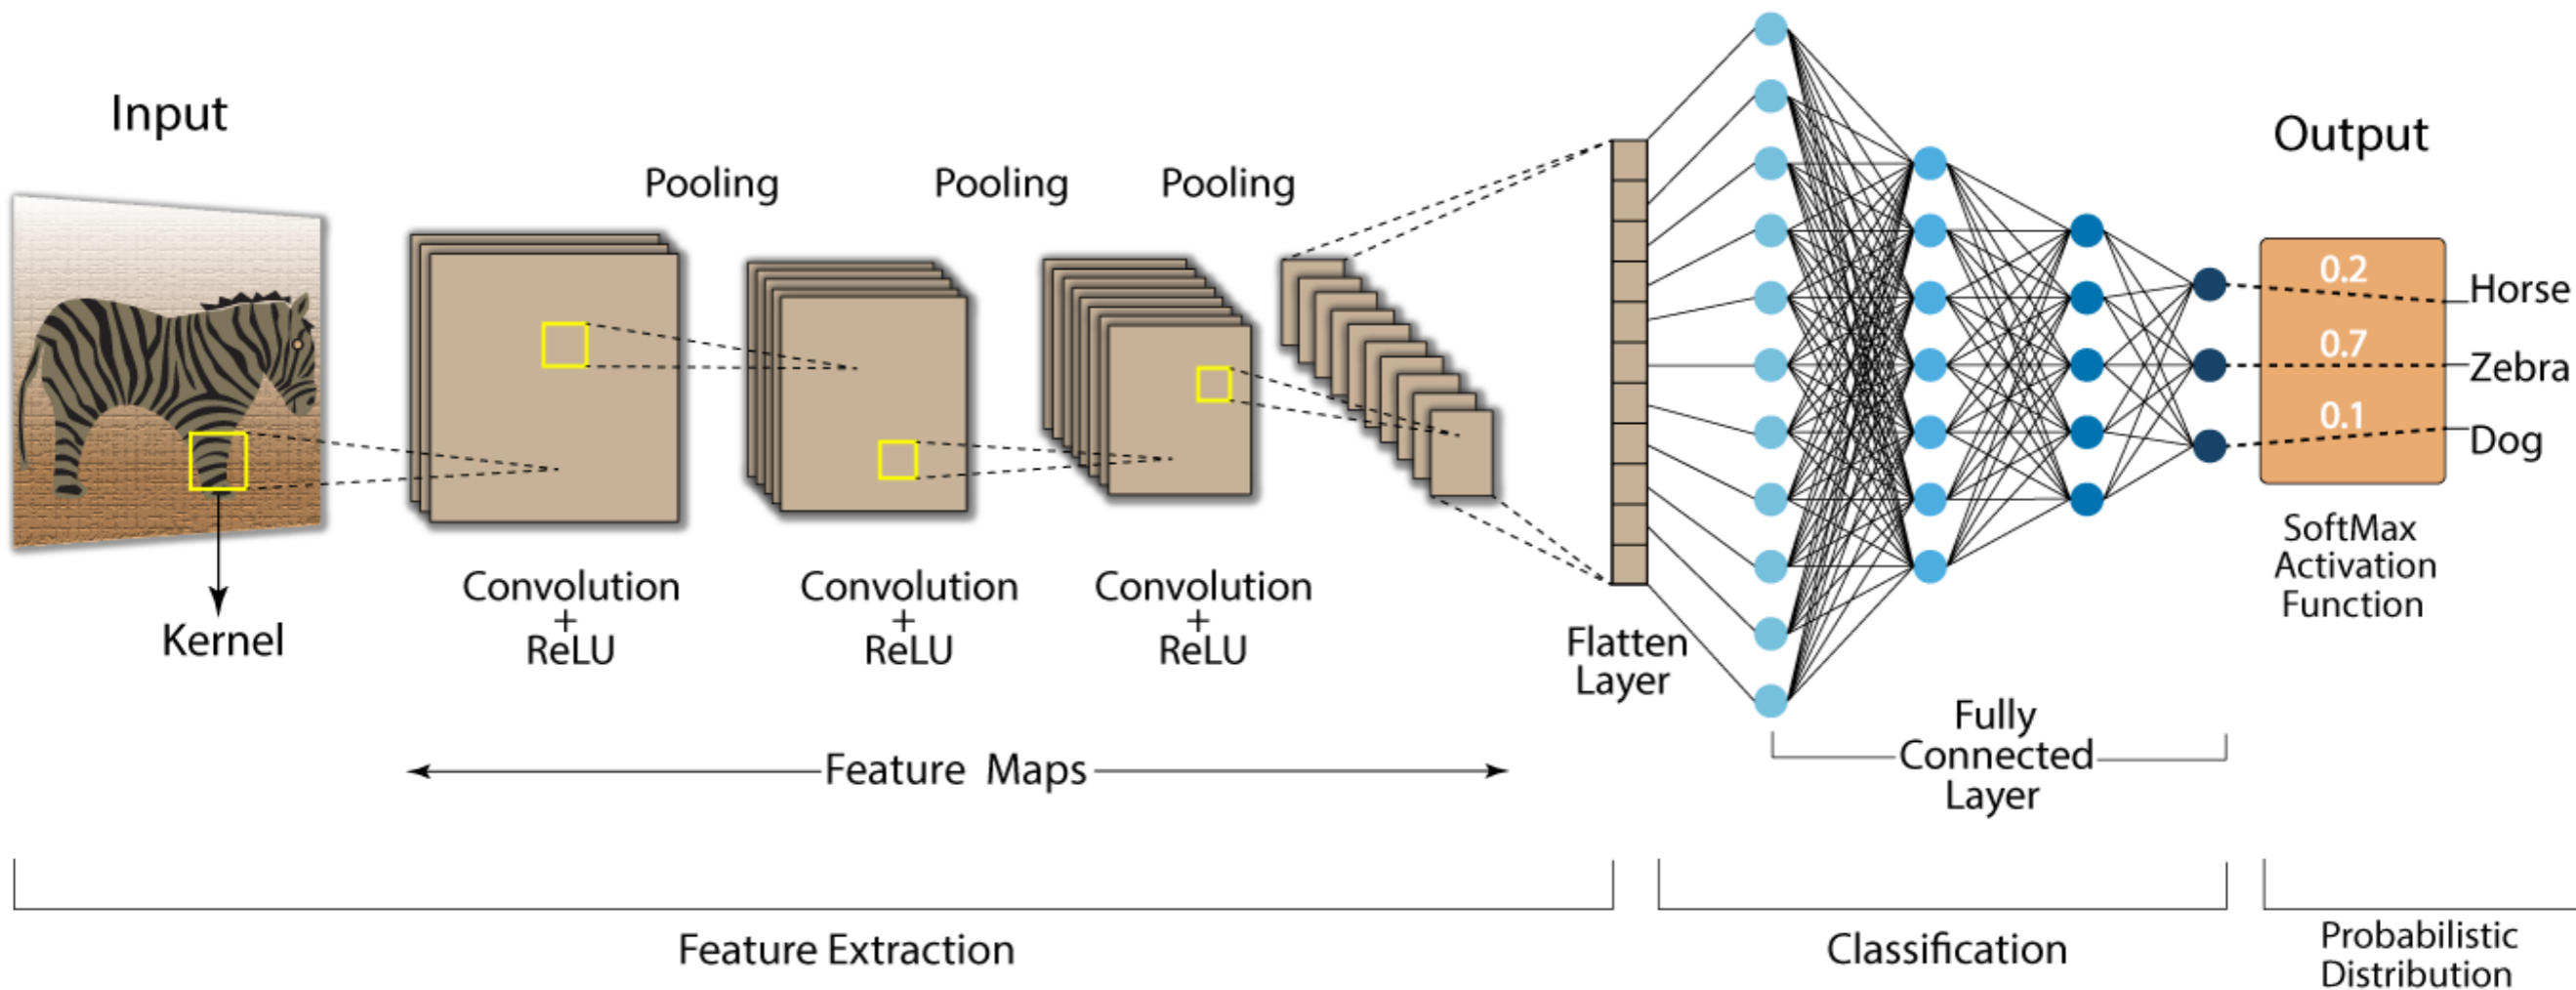 Input
Output
Pooling
Pooling
Pooling
0.2
Horse
0.7
Zebra
0.1
Dog
Kernel
Convolution
+
ReLU
Convolution
+
ReLU
Convolution
+
ReLU
Flatten
Layer
SoftMax
Activation
Function
Feature Maps
Fully
Connected
Layer
Feature Extraction
Classification
Probabilistic
Distribution